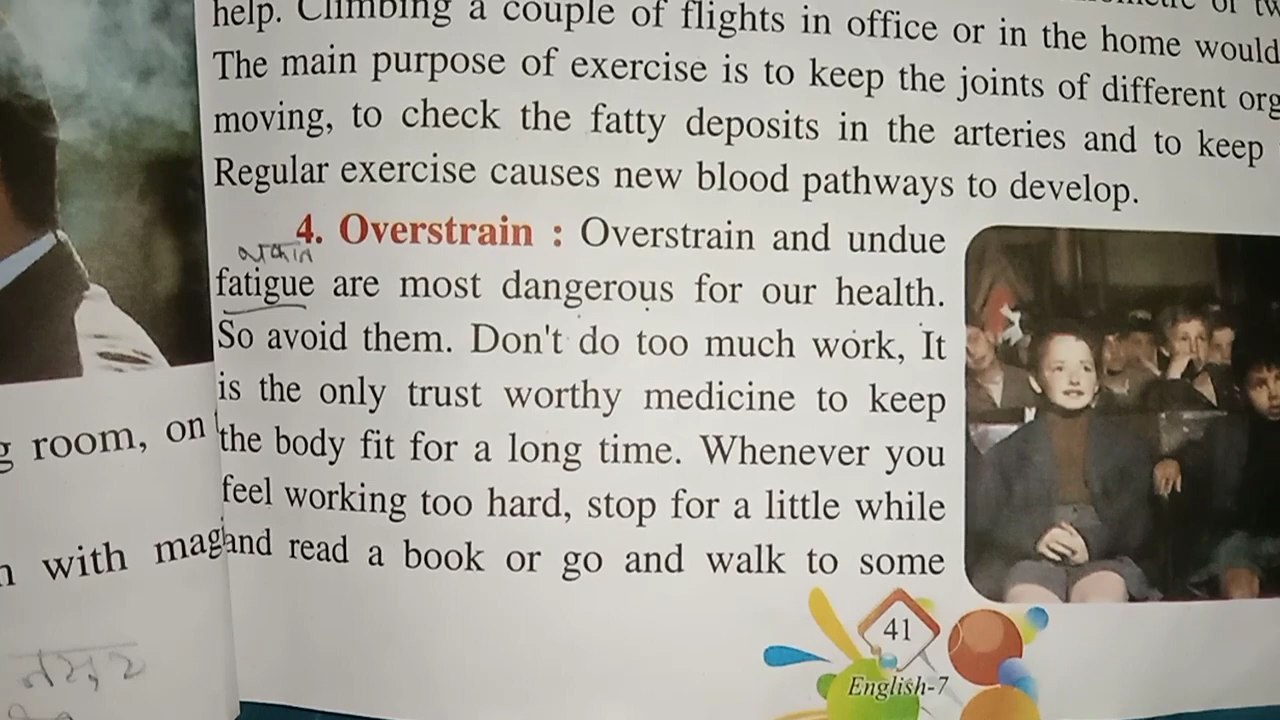 help. Climbing a couple of flights in office or in the home would
The main purpose of exercise is to keep the joints of different org
moving, to check the fatty deposits in the arteries and to keep
Regular exercise causes new blood pathways to develop.
4. Overstrain : Overstrain and undue
थकान
fatigue are most dangerous for our health.
So avoid them. Don't do too much work, It
is the only trust worthy medicine to keep
the body fit for a long time. Whenever you
feel working too hard, stop for a little while
and read a book or go and walk to some
room, on
with mag
41
English-7